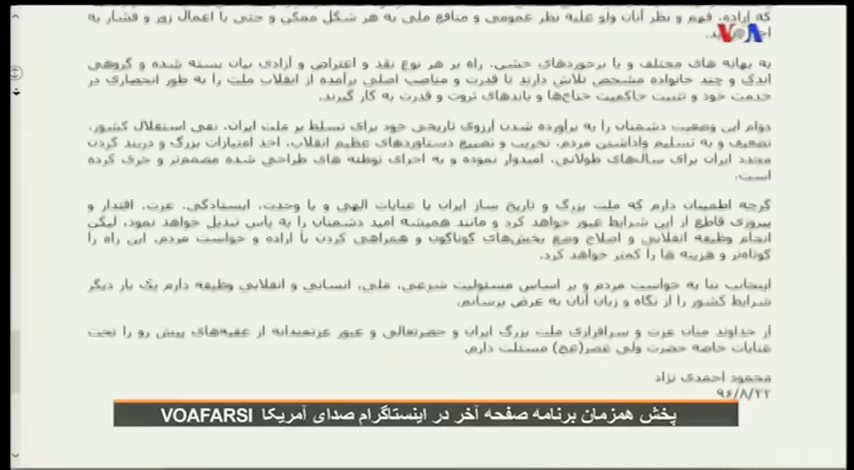 که اراده، فهم و نظر آنان ولو علیه نظر عمومی و منافع ملی به هر شکل ممکن و حتی با اعمال زور و فشار به
VOA
به بهانه های مختلف و با برخوردهای خشن، راه بر هر نوع نقد و اعتراض و آزادی بیان بسته شده و گروهی
اندک و چند خانواده مشخص تلاش دارند تا قدرت و مناصب اصلی برآمده از انقلاب ملت را به طور انحصاری در
خدمت خود و تثبیت حاکمیت جناح‌ها و باندهای ثروت و قدرت به کار گیرند.
دوام این وضعیت دشمنان را به برآورده شدن آرزوی تاریخی خود برای تسلط بر ملت ایران، نفی استقلال کشور،
تضعیف و به تسلیم واداشتن مردم، تخریب و تضییع دستاوردهای عظیم انقلاب، اخذ امتیازات بزرگ و دربند کردن
مجدد ایران برای سال‌های طولانی، امیدوار نموده و به اجرای توطئه های طراحی شده مصمم‌تر و جری کرده
است.
گرچه اطمینان دارم که ملت بزرگ و تاریخ ساز ایران با عنایات الهی و با وحدت، ایستادگی، عزت، اقتدار و
پیروزی قاطع از این شرایط عبور خواهد کرد و مانند همیشه امید دشمنان را به یاس تبدیل خواهد نمود، لیکن
انجام وظیفه انقلابی و اصلاح وضع بخش‌های گوناگون و همراهی کردن با اراده و خواست مردم، این راه را
کوتاه‌تر و هزینه ها را کمتر خواهد کرد.
اینجانب بنا به خواست مردم و بر اساس مسئولیت شرعی، ملی، انسانی و انقلابی وظیفه دارم یک بار دیگر
شرایط کشور را از نگاه و زبان آنان به عرض برسانم.
از خداوند منان عزت و سرافرازی ملت بزرگ ایران و حضرتعالی و عبور عزتمندانه از عقبه‌های پیش رو را تحت
عنایات خاصه حضرت ولی عصر(عج) مسئلت دارم.
محمود احمدی نژاد
۹۶/۸/۲۲
پخش همزمان برنامه صفحه آخر در اینستاگرام صدای آمریکا VOAFARSI